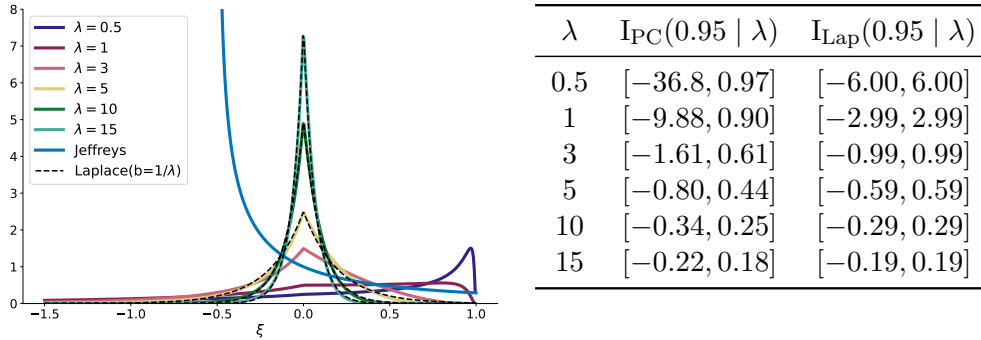 8
7
6
5
4
3
2
1
0
−1.5
−1.0
−0.5
0.0
0.5
1.0
ξ
λ = 0.5
λ = 1
λ = 3
λ = 5
λ = 10
λ = 15
Jeffreys
Laplace(b=1/λ)
λ I_PC(0.95 | λ) I_Lap(0.95 | λ)
0.5 [−36.8, 0.97] [−6.00, 6.00]
1 [−9.88, 0.90] [−2.99, 2.99]
3 [−1.61, 0.61] [−0.99, 0.99]
5 [−0.80, 0.44] [−0.59, 0.59]
10 [−0.34, 0.25] [−0.29, 0.29]
15 [−0.22, 0.18] [−0.19, 0.19]